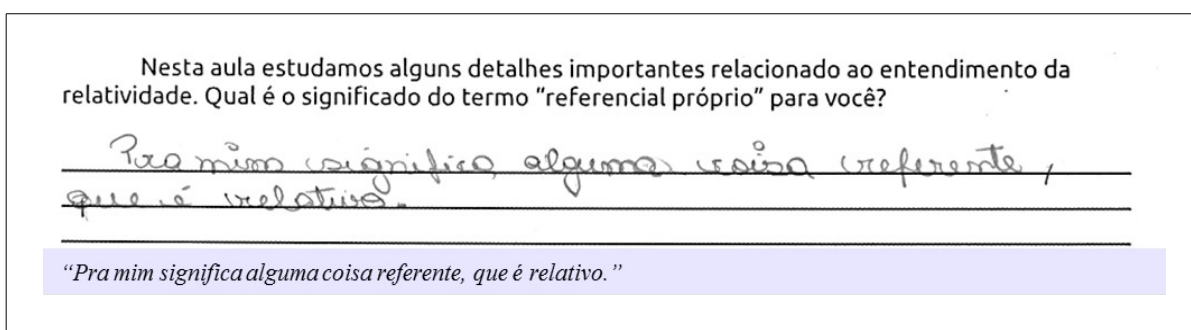 Nesta aula estudamos alguns detalhes importantes relacionado ao entendimento da
relatividade. Qual é o significado do termo “referencial próprio” para você?
Pra mim significa alguma coisa referente,
que é relativo.
“Pra mim significa alguma coisa referente, que é relativo.”